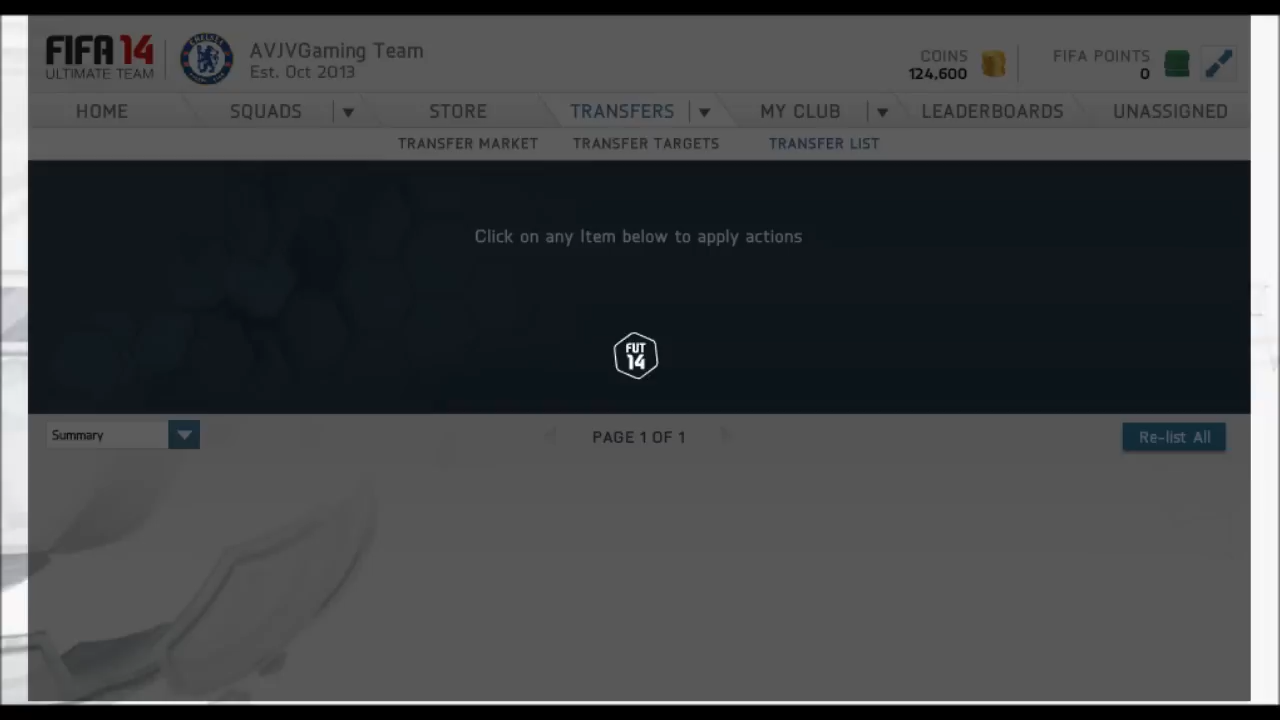 FIFA 14
ULTIMATE TEAM
AVJVGaming Team
Est. Oct 2013
COINS
124,600
FIFA POINTS
0
HOME
SQUADS
STORE
TRANSFERS
MY CLUB
LEADERBOARDS
UNASSIGNED
TRANSFER MARKET
TRANSFER TARGETS
TRANSFER LIST
Click on any Item below to apply actions
FUT
14
Summary
PAGE 1 OF 1
Re-list All